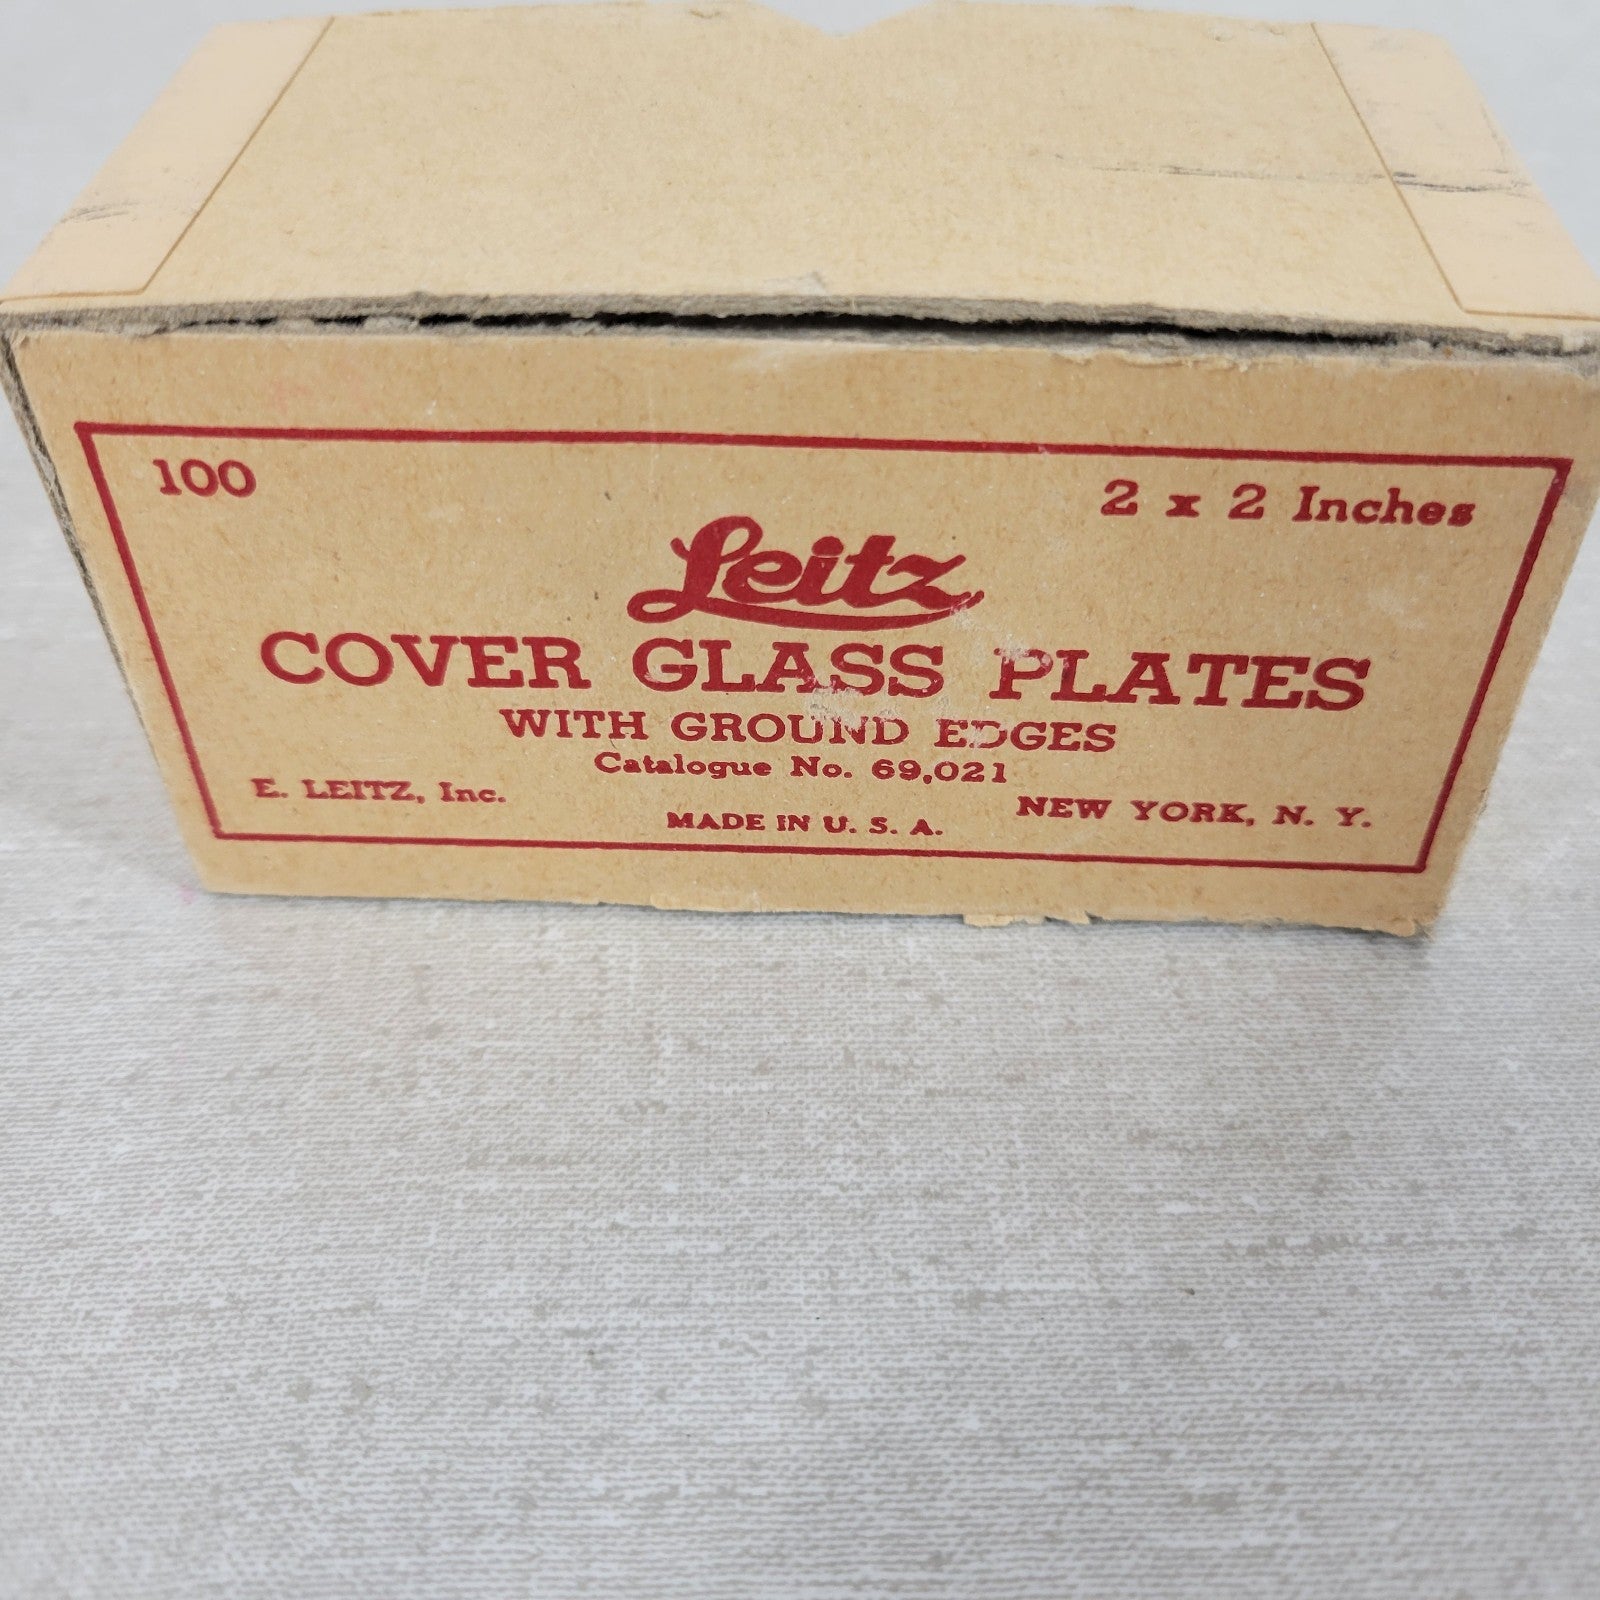 100
2 x 2 Inches
Leitz
COVER GLASS PLATES
WITH GROUND EDGES
Catalogue No. 69,021
E. LEITZ, Inc.
NEW YORK, N. Y.
MADE IN U. S. A.